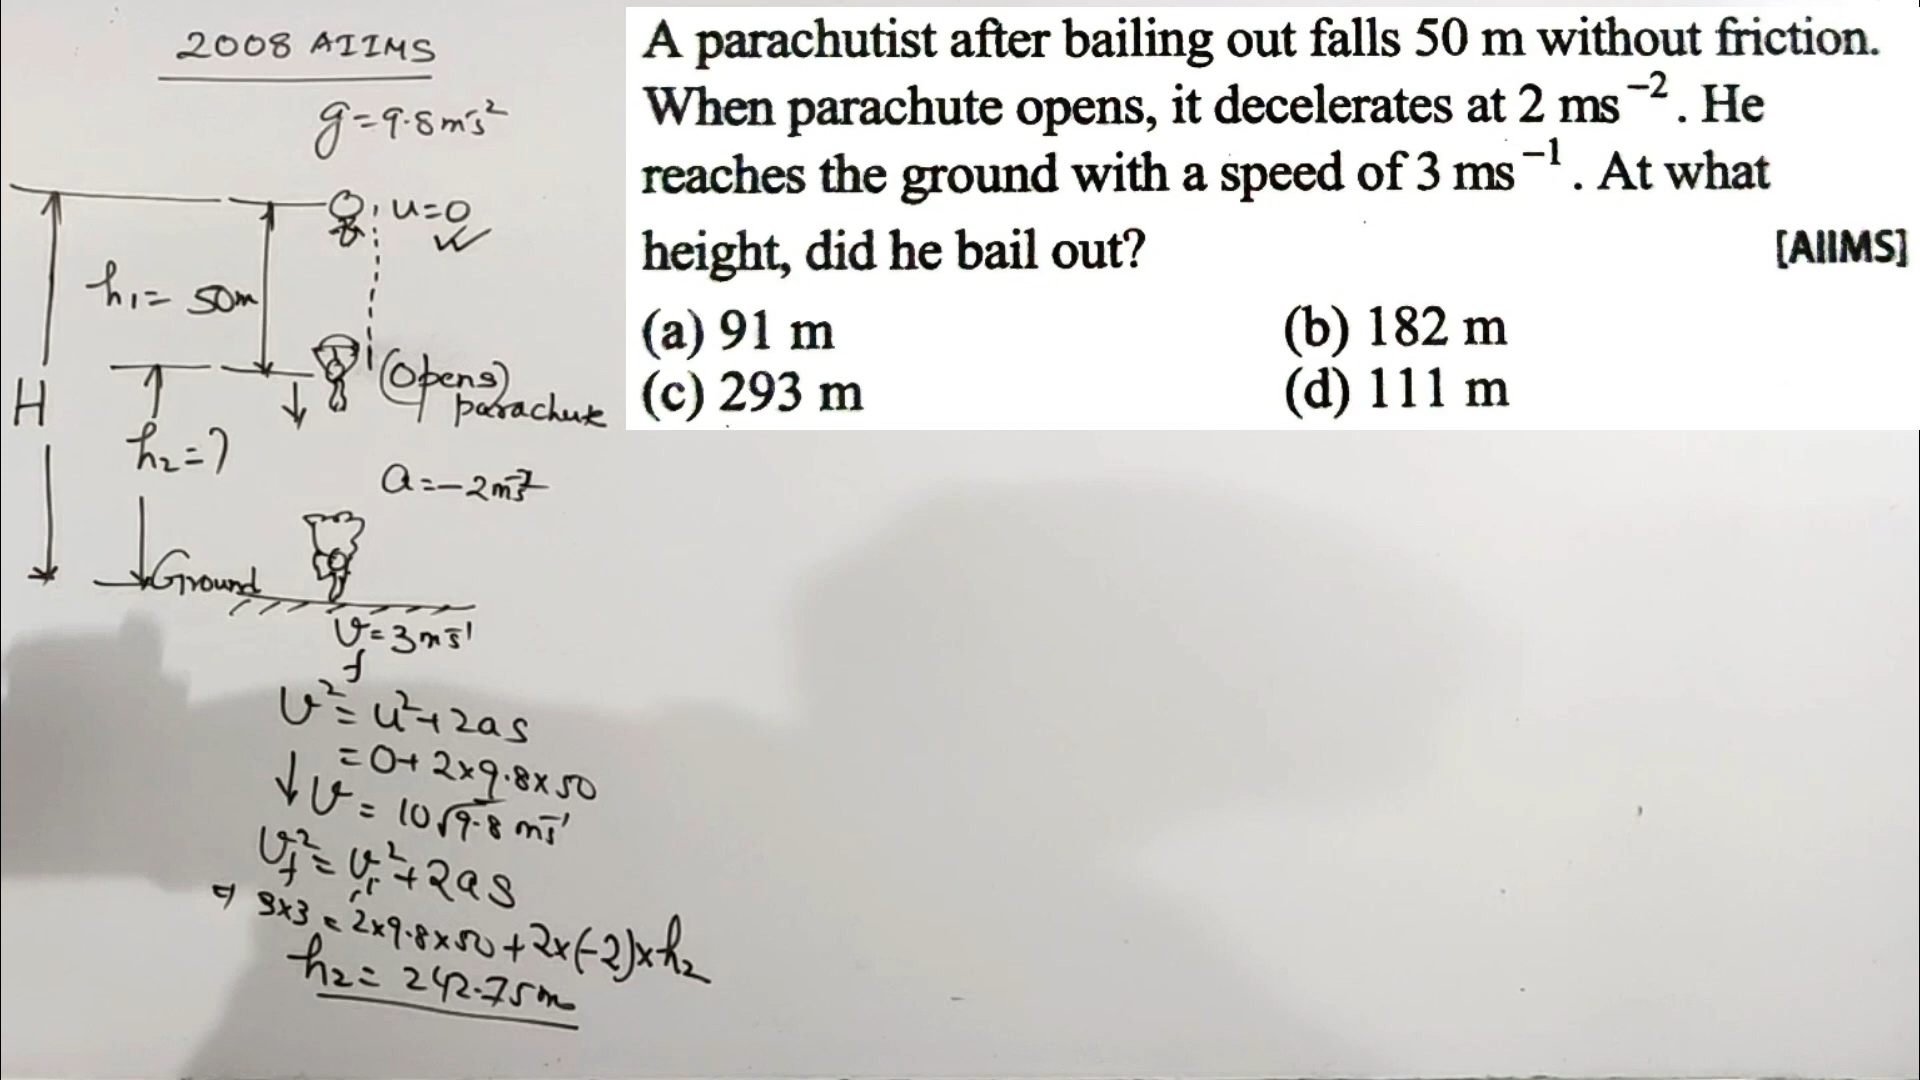 2008 AIIMS
g=9.8ms⁻²
u=0
h₁= 50m
(Opens)
parachute
H
h₂=?
a=-2ms⁻²
Ground
v_f=3ms⁻¹
v²=u²+2as
=0+2×9.8×50
v=10√9.8 ms⁻¹
v_f²=v_i²+2as
⇒ 3×3=2×9.8×50+2×(-2)×h₂
h₂= 242.75m
A parachutist after bailing out falls 50 m without friction.
When parachute opens, it decelerates at 2 ms⁻². He
reaches the ground with a speed of 3 ms⁻¹. At what
height, did he bail out? [AIIMS]
(a) 91 m (b) 182 m
(c) 293 m (d) 111 m